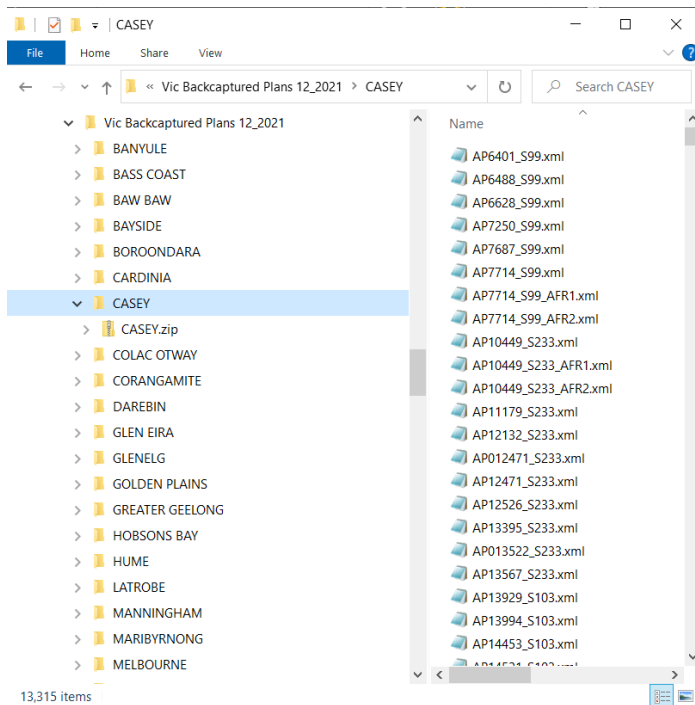 CASEY
File Home Share View
« Vic Backcaptured Plans 12_2021 > CASEY
Search CASEY
Vic Backcaptured Plans 12_2021
BANYULE
BASS COAST
BAW BAW
BAYSIDE
BOROONDARA
CARDINIA
CASEY
CASEY.zip
COLAC OTWAY
CORANGAMITE
DAREBIN
GLEN EIRA
GLENELG
GOLDEN PLAINS
GREATER GEELONG
HOBSONS BAY
HUME
LATROBE
MANNINGHAM
MARIBYRNONG
MELBOURNE
Name
AP6401_S99.xml
AP6488_S99.xml
AP6628_S99.xml
AP7250_S99.xml
AP7687_S99.xml
AP7714_S99.xml
AP7714_S99_AFR1.xml
AP7714_S99_AFR2.xml
AP10449_S233.xml
AP10449_S233_AFR1.xml
AP10449_S233_AFR2.xml
AP11179_S233.xml
AP12132_S233.xml
AP012471_S233.xml
AP12471_S233.xml
AP12526_S233.xml
AP13395_S233.xml
AP013522_S233.xml
AP13567_S233.xml
AP13929_S103.xml
AP13994_S103.xml
AP14453_S103.xml
13,315 items